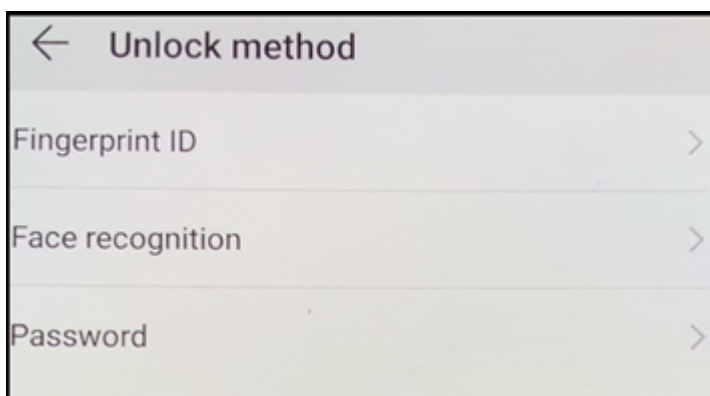 Unlock method
Fingerprint ID
Face recognition
Password